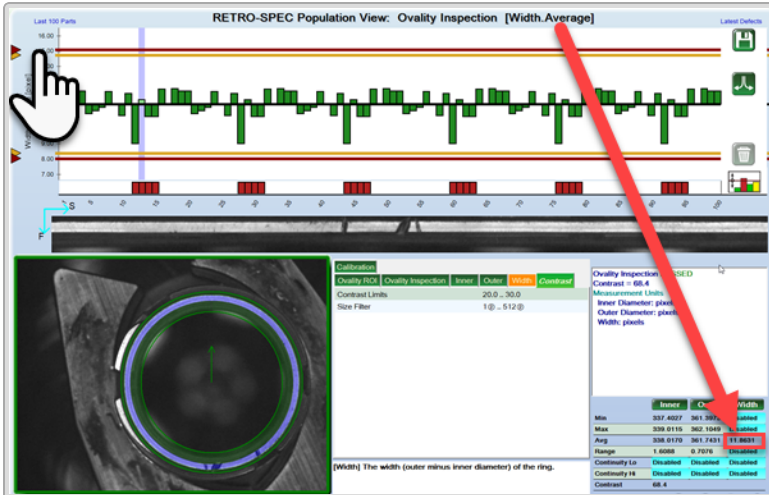 RETRO-SPEC Population View: Ovality Inspection [Width.Average]
Last 100 Parts
Latest Defects
16.00
8.00
7.00
5 10 15 20 25 30 35 40 45 50 55 60 65 70 75 80 85 90 95 100
S
F
Calibration
Ovality ROI Ovality Inspection Inner Outer Width Contrast
Contrast Limits 20.0 .. 30.0
Size Filter 1 .. 512
[Width] The width (outer minus inner diameter) of the ring.
Ovality Inspection
Contrast = 68.4
Measurement Units
Inner Diameter: pixels
Outer Diameter: pixels
Width: pixels
Inner Width
Min 337.4027 Disabled
Max 339.0115 362.1049 Disabled
Avg 338.0170 361.7431 11.8631
Range 1.6088 0.7076 Disabled
Continuity Lo Disabled Disabled Disabled
Continuity Hi Disabled Disabled Disabled
Contrast 68.4